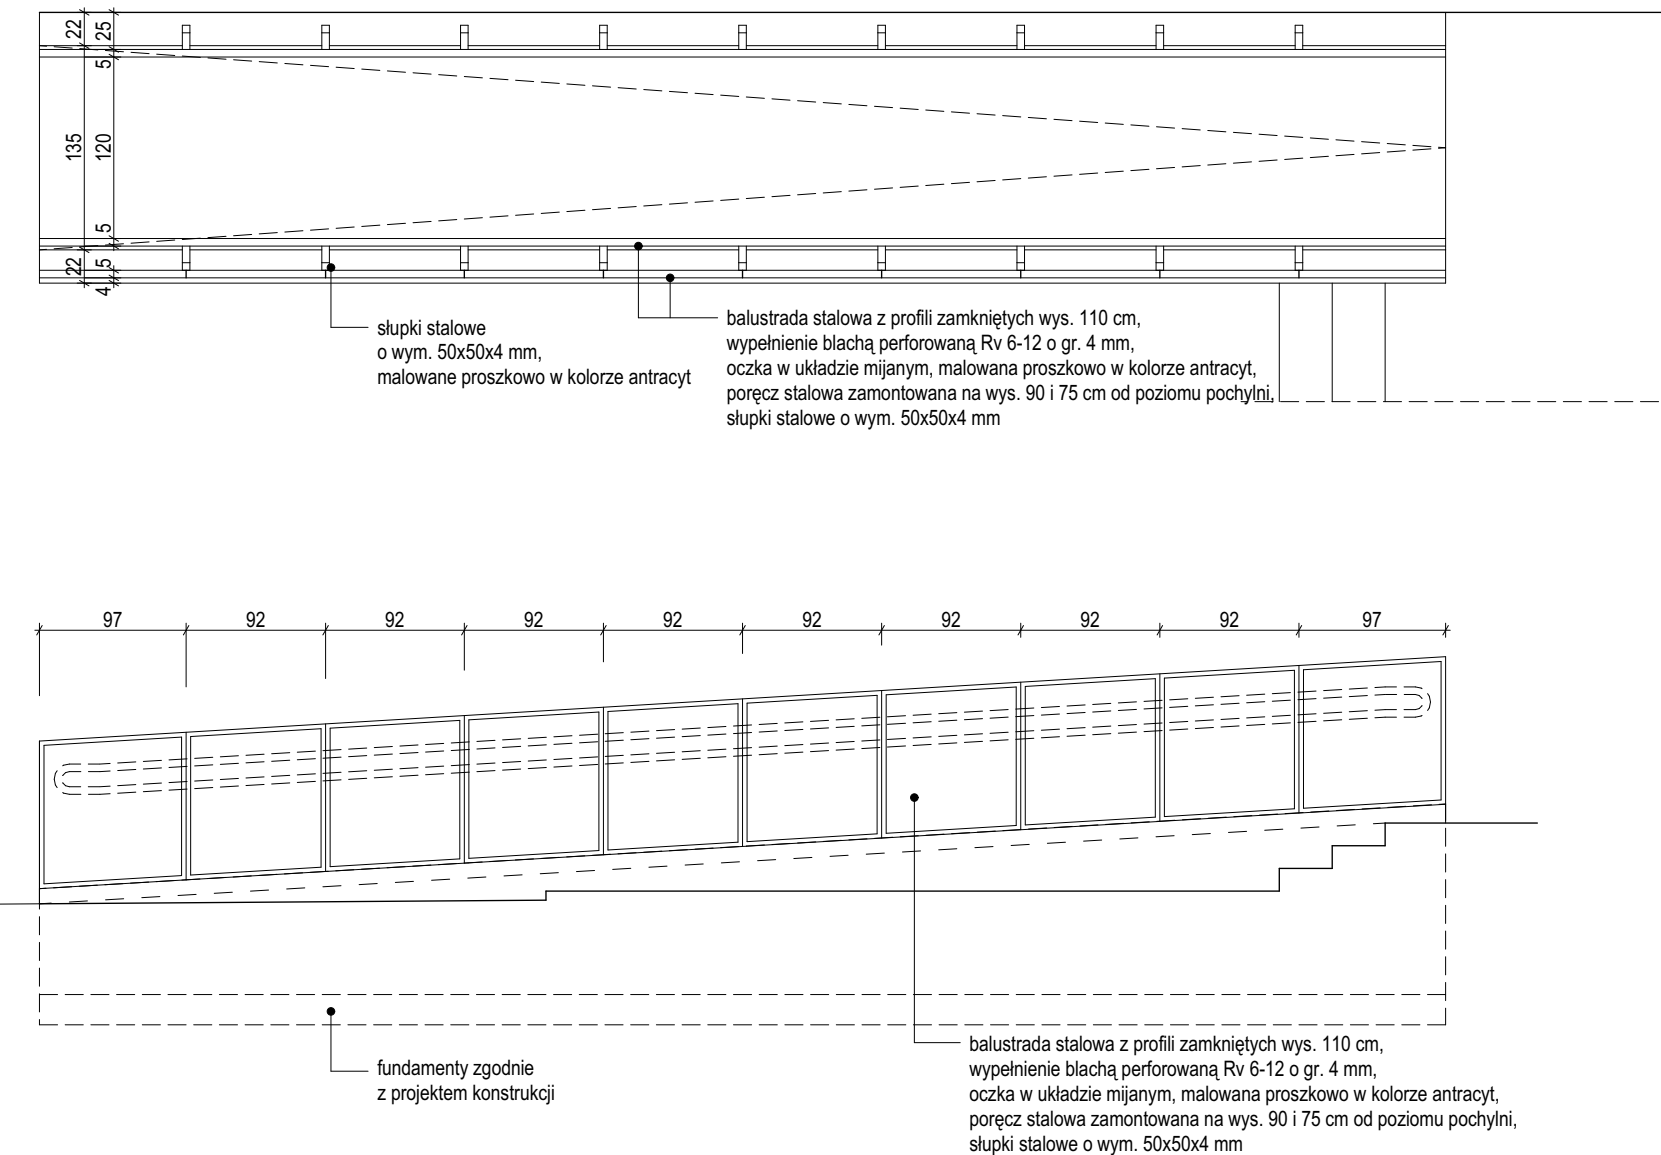 22
25
5
135
120
5
22
5
4
słupki stalowe
o wym. 50x50x4 mm,
malowane proszkowo w kolorze antracyt
balustrada stalowa z profili zamkniętych wys. 110 cm,
wypełnienie blachą perforowaną Rv 6-12 o gr. 4 mm,
oczka w układzie mijanym, malowana proszkowo w kolorze antracyt,
poręcz stalowa zamontowana na wys. 90 i 75 cm od poziomu pochylni,
słupki stalowe o wym. 50x50x4 mm
97 92 92 92 92 92 92 92 92 97
fundamenty zgodnie
z projektem konstrukcji
balustrada stalowa z profili zamkniętych wys. 110 cm,
wypełnienie blachą perforowaną Rv 6-12 o gr. 4 mm,
oczka w układzie mijanym, malowana proszkowo w kolorze antracyt,
poręcz stalowa zamontowana na wys. 90 i 75 cm od poziomu pochylni,
słupki stalowe o wym. 50x50x4 mm